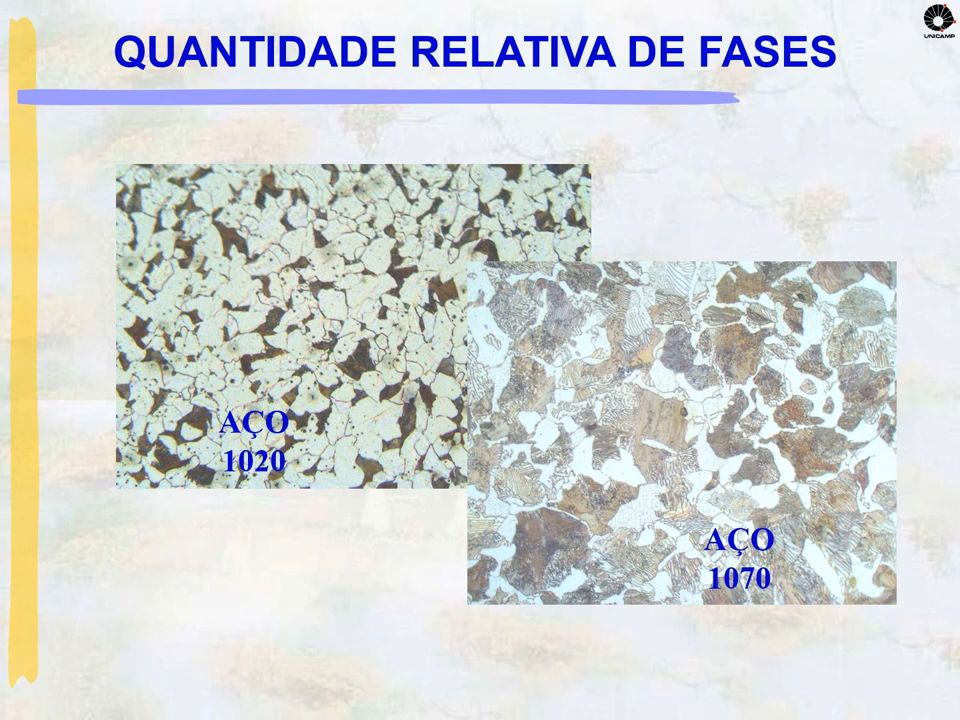 QUANTIDADE RELATIVA DE FASES
UNICAMP
AÇO
1020
AÇO
1070